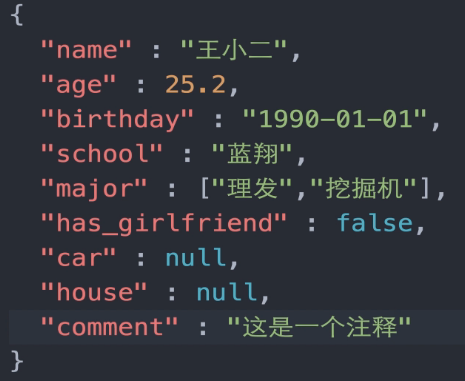 {
"name" : "王小二",
"age" : 25.2,
"birthday" : "1990-01-01",
"school" : "蓝翔",
"major" : ["理发","挖掘机"],
"has_girlfriend" : false,
"car" : null,
"house" : null,
"comment" : "这是一个注释"
}